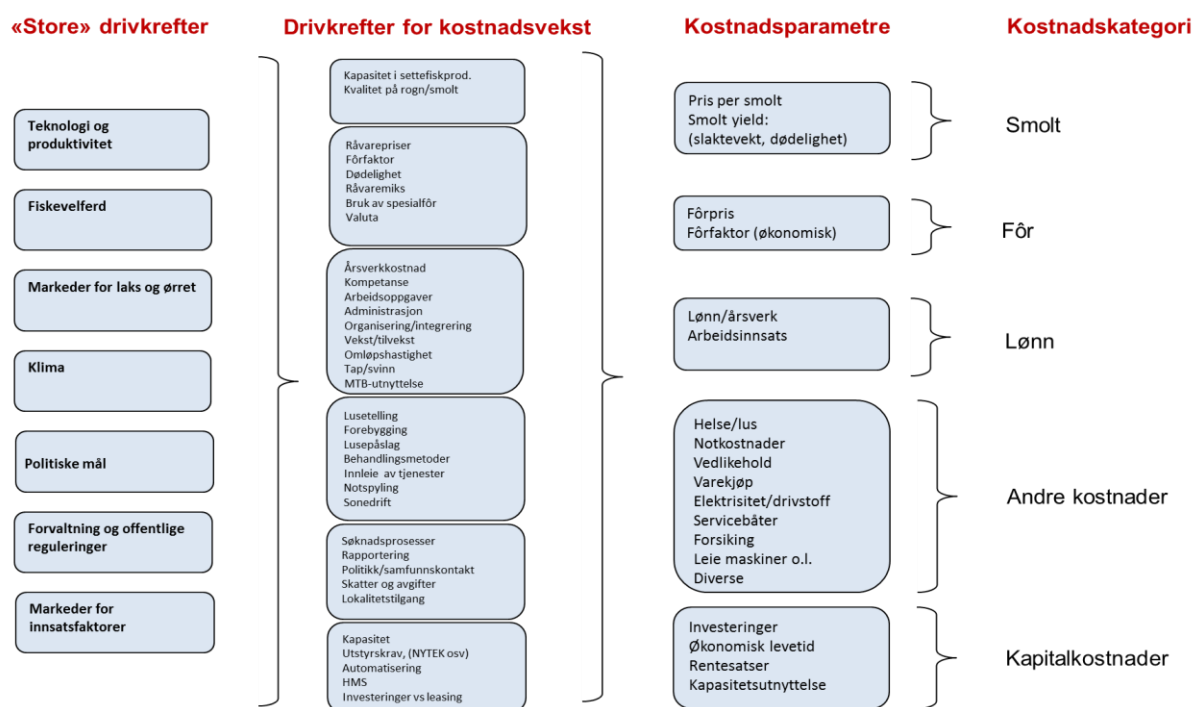 «Store» drivkrefter
Teknologi og
produktivitet
Fiskevelferd
Markeder for laks og ørret
Klima
Politiske mål
Forvaltning og offentlige
reguleringer
Markeder for
innsatsfaktorer
Drivkrefter for kostnadsvekst
Kapasitet i settefiskprod.
Kvalitet på rogn/smolt
Råvarepriser
Fôrfaktor
Dødelighet
Råvaremiks
Bruk av spesialfôr
Valuta
Årsverkkostnad
Kompetanse
Arbeidsoppgaver
Administrasjon
Organisering/integrering
Vekst/tilvekst
Omløpshastighet
Tap/svinn
MTB-utnyttelse
Lusetelling
Forebygging
Lusepåslag
Behandlingsmetoder
Innleie av tjenester
Notspyling
Sonedrift
Søknadsprosesser
Rapportering
Politikk/samfunnskontakt
Skatter og avgifter
Lokalitetstilgang
Kapasitet
Utstyrskrav, (NYTEK osv)
Automatisering
HMS
Investeringer vs leasing
Kostnadsparametre
Pris per smolt
Smolt yield:
(slaktevekt, dødelighet)
Fôrpris
Fôrfaktor (økonomisk)
Lønn/årsverk
Arbeidsinnsats
Helse/lus
Notkostnader
Vedlikehold
Varekjøp
Elektrisitet/drivstoff
Servicebåter
Forsiking
Leie maskiner o.l.
Diverse
Investeringer
Økonomisk levetid
Rentesatser
Kapasitetsutnyttelse
Kostnadskategori
Smolt
Fôr
Lønn
Andre kostnader
Kapitalkostnader